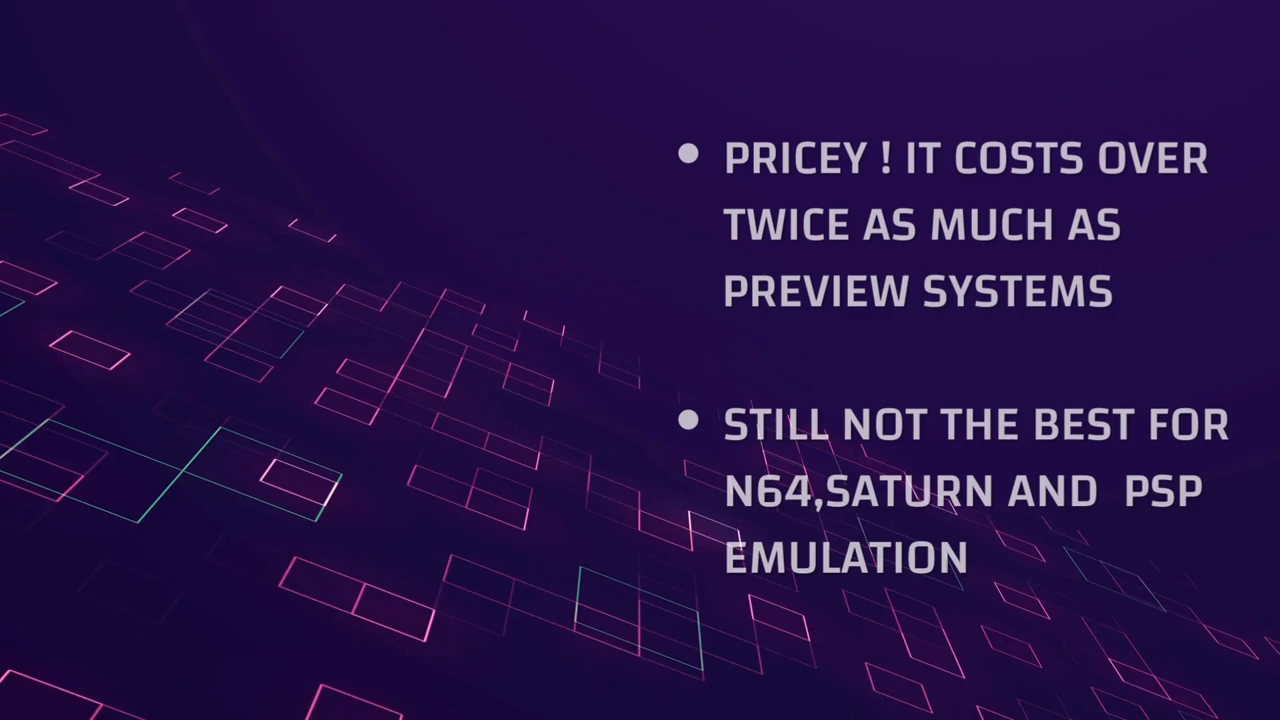 PRICEY ! IT COSTS OVER
TWICE AS MUCH AS
PREVIEW SYSTEMS
STILL NOT THE BEST FOR
N64,SATURN AND PSP
EMULATION